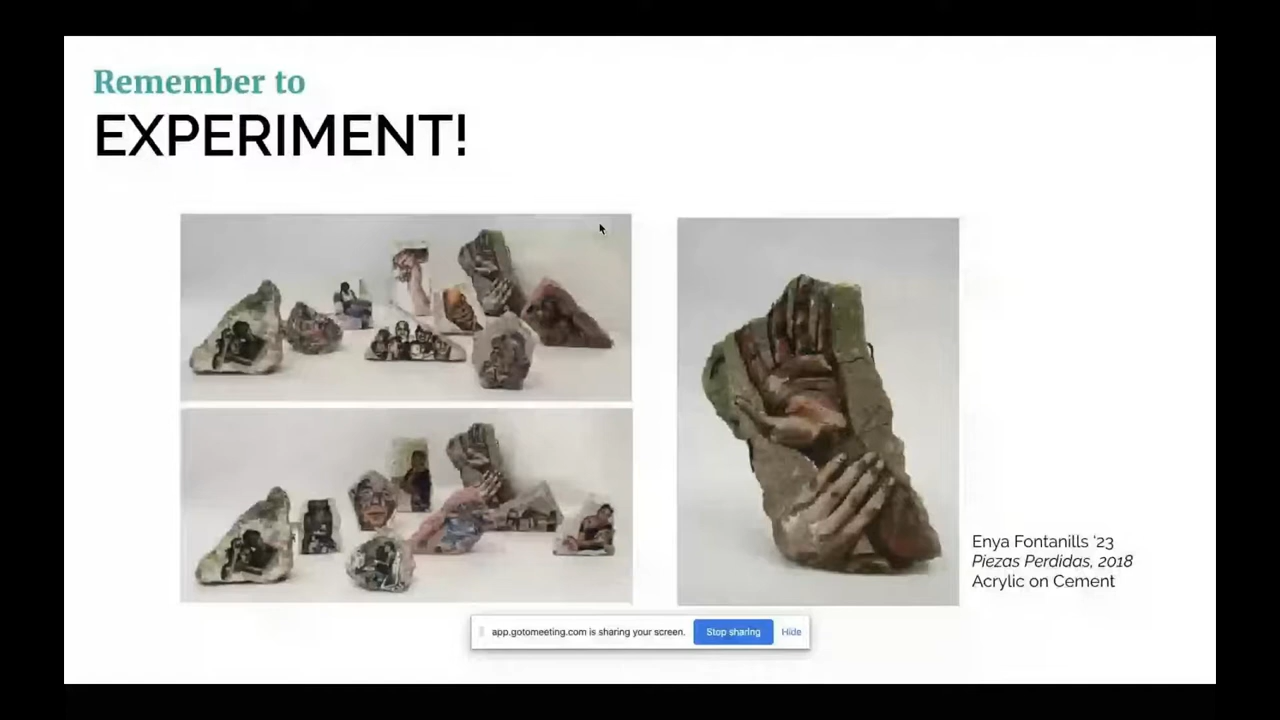 Remember to
EXPERIMENT!
Enya Fontanills ‘23
Piezas Perdidas, 2018
Acrylic on Cement
app.gotomeeting.com is sharing your screen.
Stop sharing
Hide